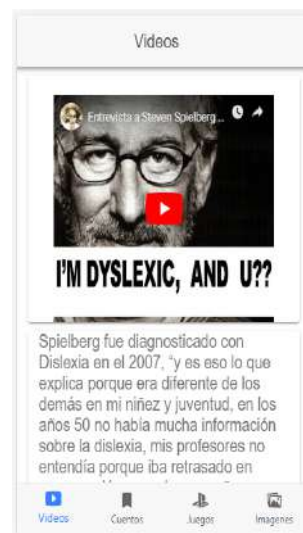 Videos
Entrevista a Steven Spielberg...
I'M DYSLEXIC, AND U??
Spielberg fue diagnosticado con
Dislexia en el 2007, “y es eso lo que
explica porque era diferente de los
demás en mi niñez y juventud, en los
años 50 no había mucha información
sobre la dislexia, mis profesores no
entendía porque iba retrasado en
Videos Cuentos Juegos Imagenes